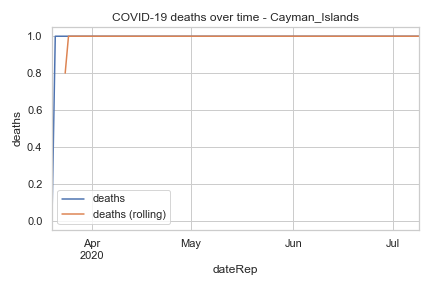 COVID-19 deaths over time - Cayman_Islands
1.0
0.8
0.6
0.4
0.2
0.0
deaths
deaths
deaths (rolling)
Apr
2020
May
Jun
Jul
dateRep